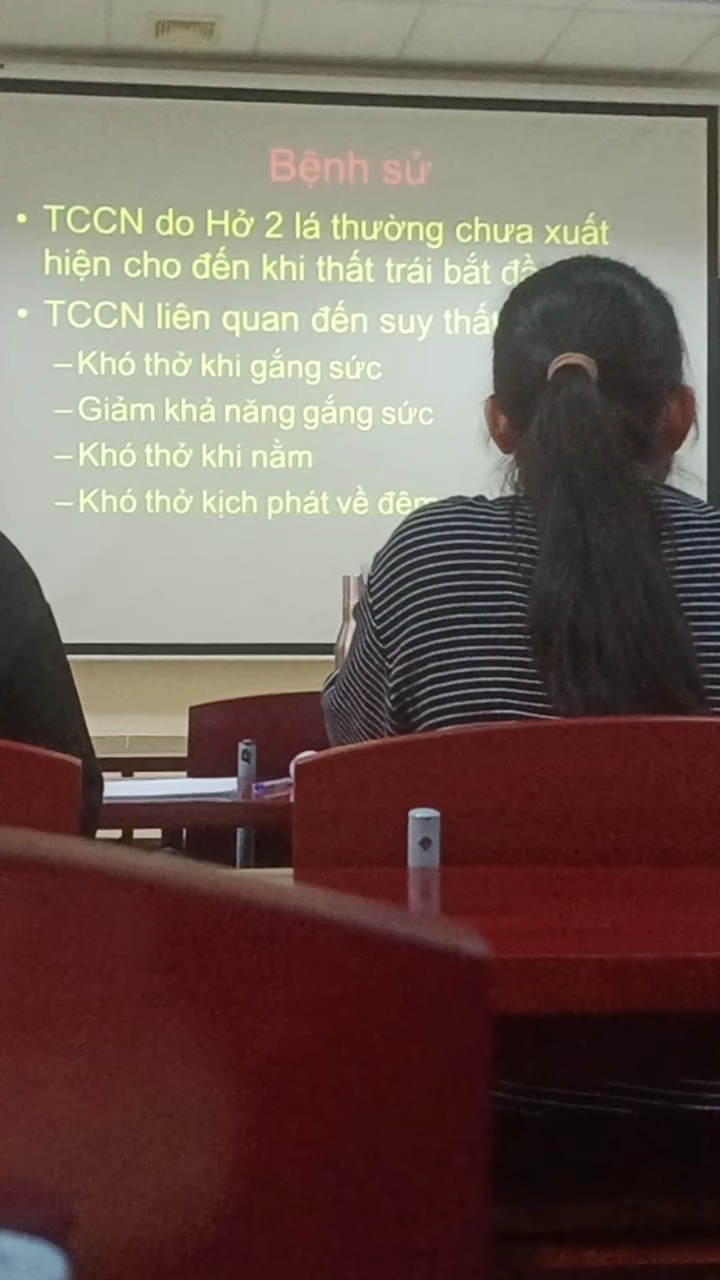 Bệnh sử
• TCCN do Hở 2 lá thường chưa xuất
hiện cho đến khi thất trái bắt
• TCCN liên quan đến suy
– Khó thở khi gắng sức
– Giảm khả năng gắng sức
– Khó thở khi nằm
– Khó thở kịch phát về đêm